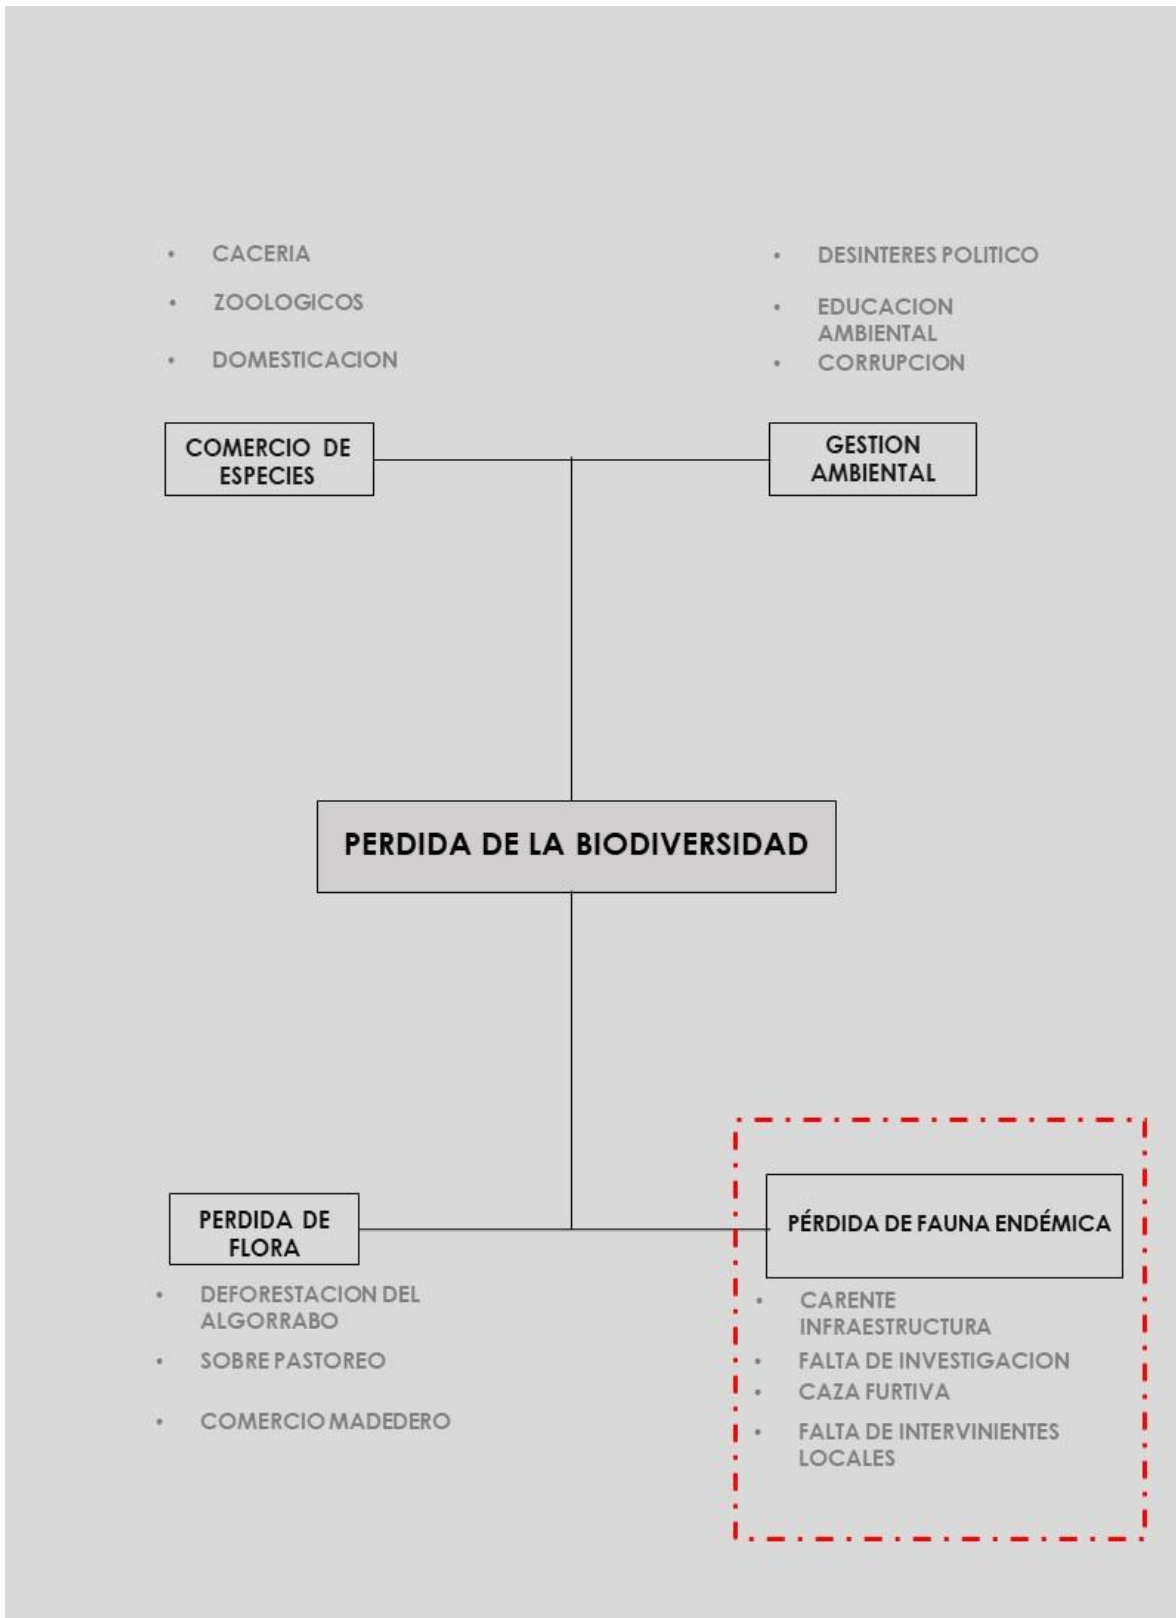 • CACERIA
• ZOOLOGICOS
• DOMESTICACION
COMERCIO DE
ESPECIES
• DESINTERES POLITICO
• EDUCACION
AMBIENTAL
• CORRUPCION
GESTION
AMBIENTAL
PERDIDA DE LA BIODIVERSIDAD
PERDIDA DE
FLORA
• DEFORESTACION DEL
ALGORRABO
• SOBRE PASTOREO
• COMERCIO MADEDERO
PÉRDIDA DE FAUNA ENDÉMICA
• CARENTE
INFRAESTRUCTURA
• FALTA DE INVESTIGACION
• CAZA FURTIVA
• FALTA DE INTERVINIENTES
LOCALES